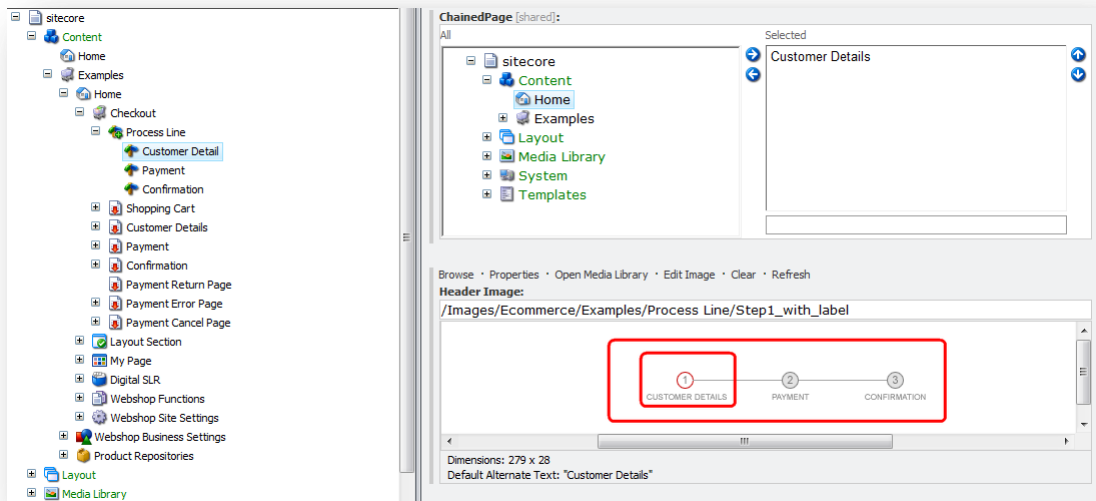 sitecore
Content
Home
Examples
Home
Checkout
Process Line
Customer Detail
Payment
Confirmation
Shopping Cart
Customer Details
Payment
Confirmation
Payment Return Page
Payment Error Page
Payment Cancel Page
Layout Section
My Page
Digital SLR
Webshop Functions
Webshop Site Settings
Webshop Business Settings
Product Repositories
Layout
Media Library
ChainedPage [shared]:
All
Selected
sitecore
Content
Home
Examples
Layout
Media Library
System
Templates
Customer Details
Browse · Properties · Open Media Library · Edit Image · Clear · Refresh
Header Image:
/Images/Ecommerce/Examples/Process Line/Step1_with_label
1 2 3
CUSTOMER DETAILS PAYMENT CONFIRMATION
Dimensions: 279 x 28
Default Alternate Text: "Customer Details"